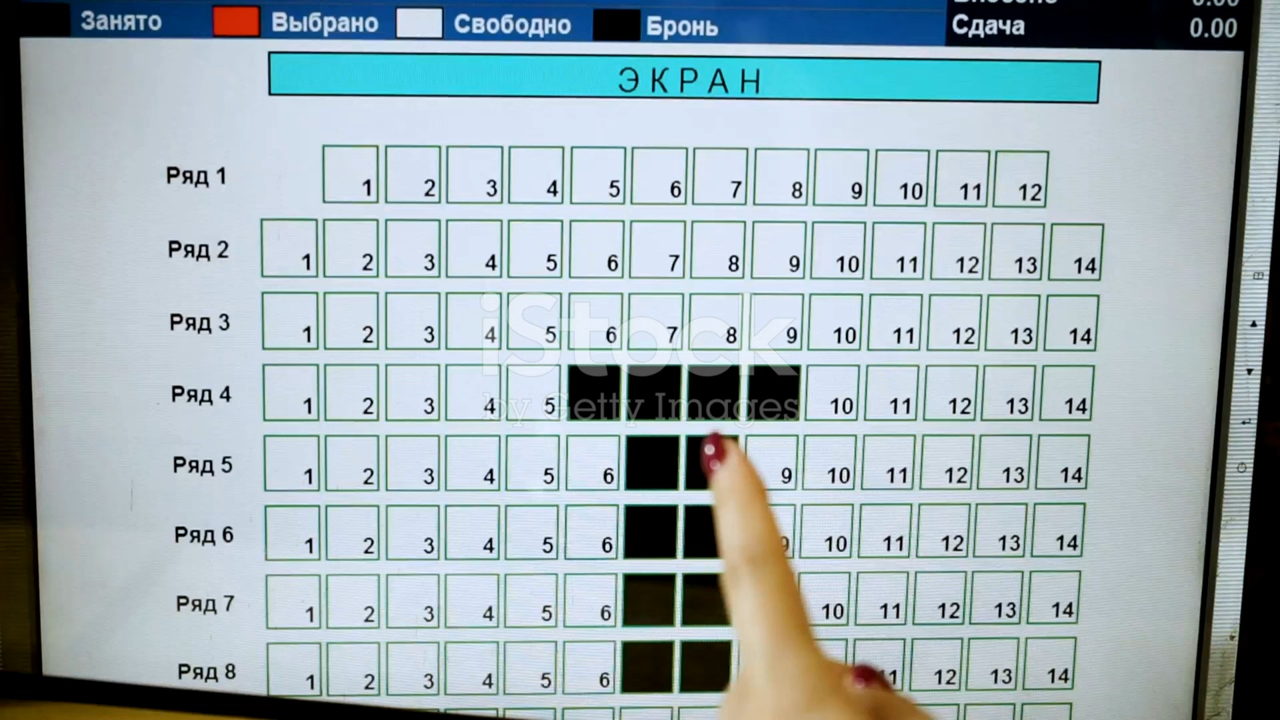 Занято Выбрано Свободно Бронь
Сдача 0.00
ЭКРАН
Ряд 1 1 2 3 4 5 6 7 8 9 10 11 12
Ряд 2 1 2 3 4 5 6 7 8 9 10 11 12 13 14
Ряд 3 1 2 3 4 5 6 7 8 9 10 11 12 13 14
iStock
Ряд 4 1 2 3 4 5 10 11 12 13 14
by Getty Images
Ряд 5 1 2 3 4 5 6 9 10 11 12 13 14
Ряд 6 1 2 3 4 5 6 9 10 11 12 13 14
Ряд 7 1 2 3 4 5 6 10 11 12 13 14
Ряд 8 1 2 3 4 5 6 11 12 13 14